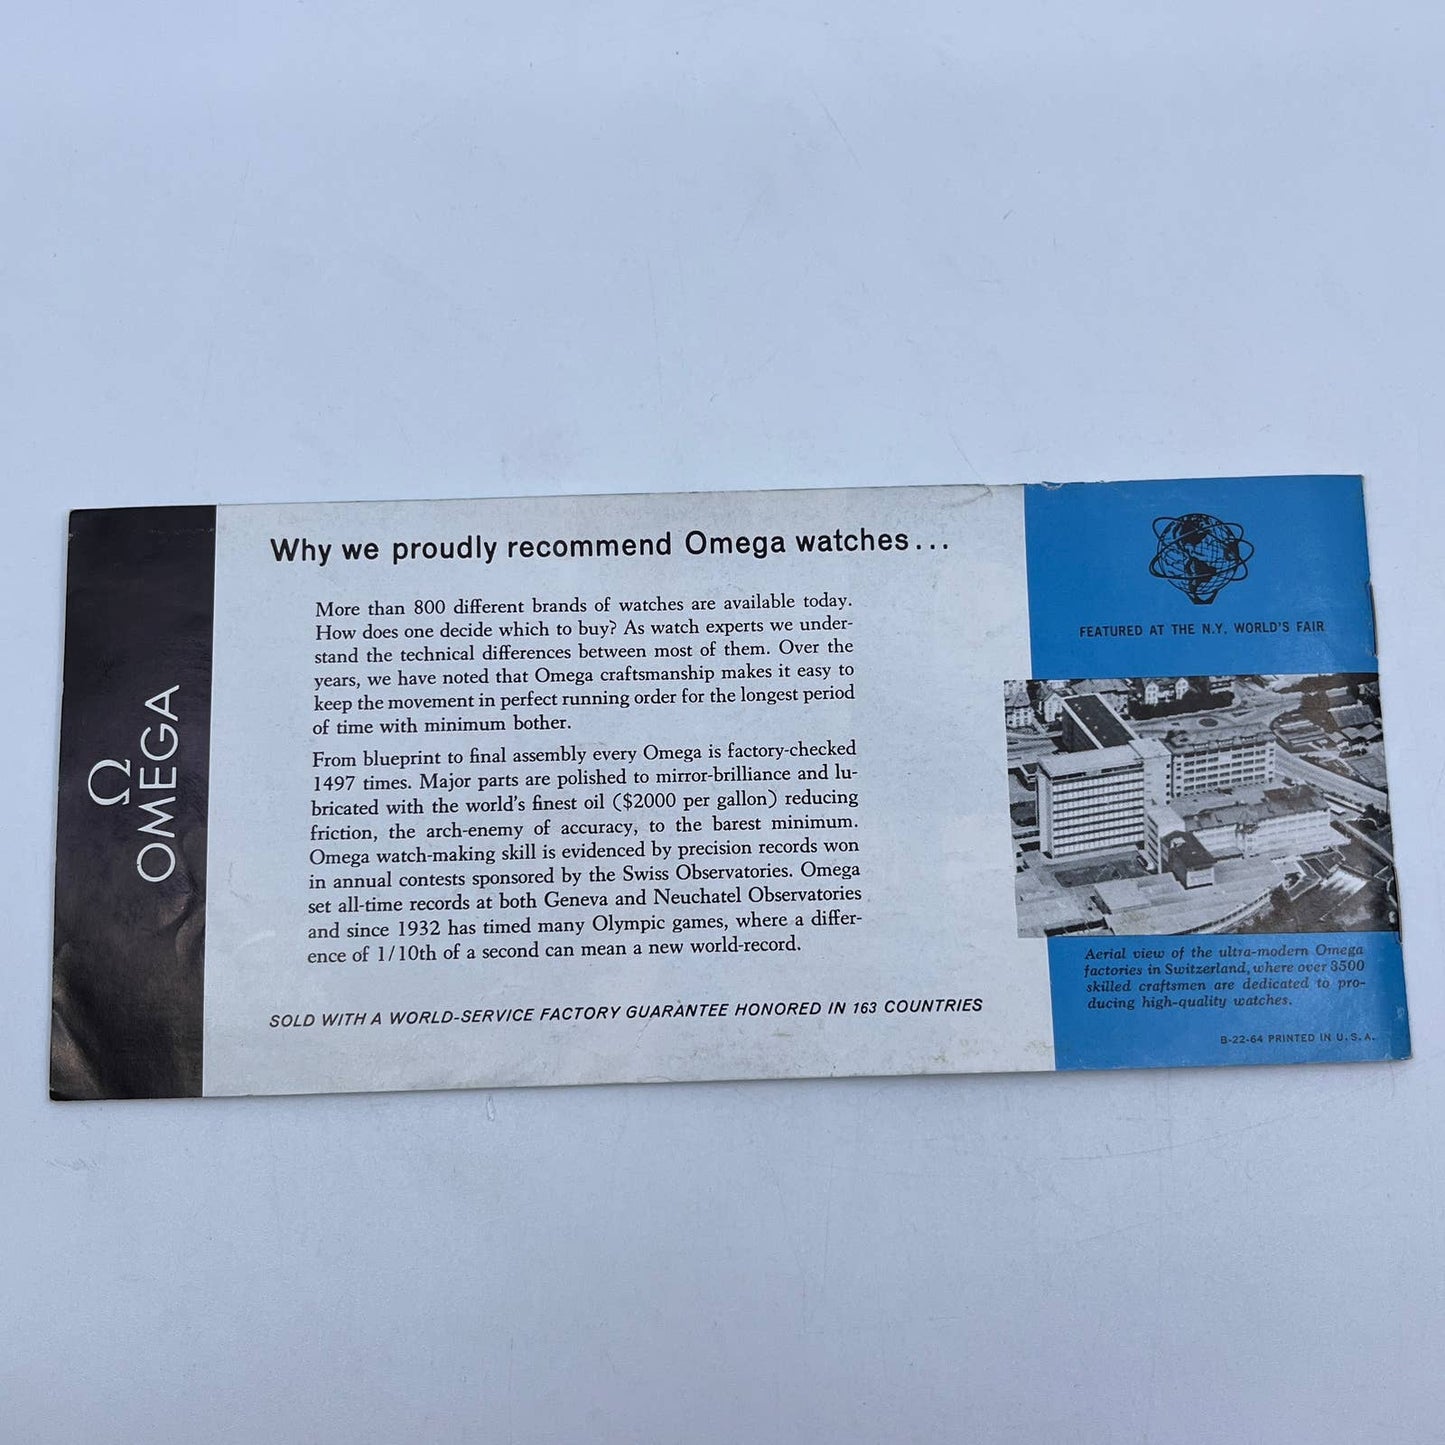 Ω
OMEGA
Why we proudly recommend Omega watches...
More than 800 different brands of watches are available today.
How does one decide which to buy? As watch experts we under-
stand the technical differences between most of them. Over the
years, we have noted that Omega craftsmanship makes it easy to
keep the movement in perfect running order for the longest period
of time with minimum bother.
From blueprint to final assembly every Omega is factory-checked
1497 times. Major parts are polished to mirror-brilliance and lu-
bricated with the world's finest oil ($2000 per gallon) reducing
friction, the arch-enemy of accuracy, to the barest minimum.
Omega watch-making skill is evidenced by precision records won
in annual contests sponsored by the Swiss Observatories. Omega
set all-time records at both Geneva and Neuchatel Observatories
and since 1932 has timed many Olympic games, where a differ-
ence of 1/10th of a second can mean a new world-record.
SOLD WITH A WORLD-SERVICE FACTORY GUARANTEE HONORED IN 163 COUNTRIES
FEATURED AT THE N.Y. WORLD'S FAIR
Aerial view of the ultra-modern Omega
factories in Switzerland, where over 3500
skilled craftsmen are dedicated to pro-
ducing high-quality watches.
B-22-64 PRINTED IN U.S.A.